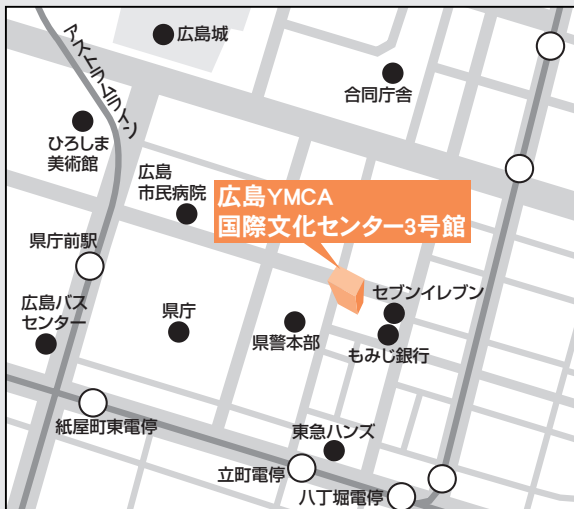 広島城
アストラムライン
合同庁舎
ひろしま
美術館
広島
市民病院
広島YMCA
国際文化センター3号館
県庁前駅
セブンイレブン
広島バス
センター
県庁
県警本部
もみじ銀行
紙屋町東電停
東急ハンズ
立町電停
八丁堀電停